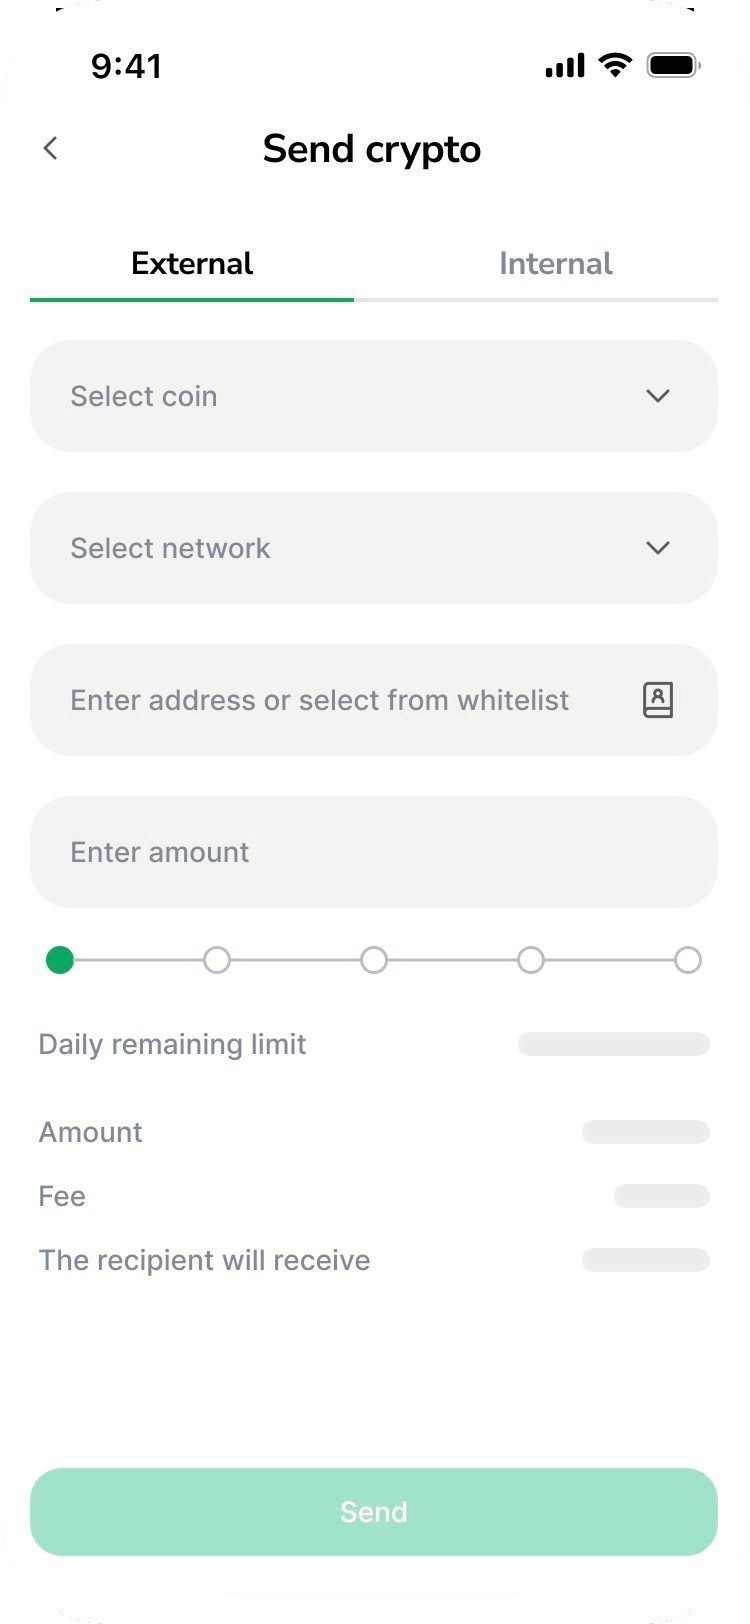 9:41
Send crypto
External
Internal
Select coin
Select network
Enter address or select from whitelist
Enter amount
Daily remaining limit
Amount
Fee
The recipient will receive
Send